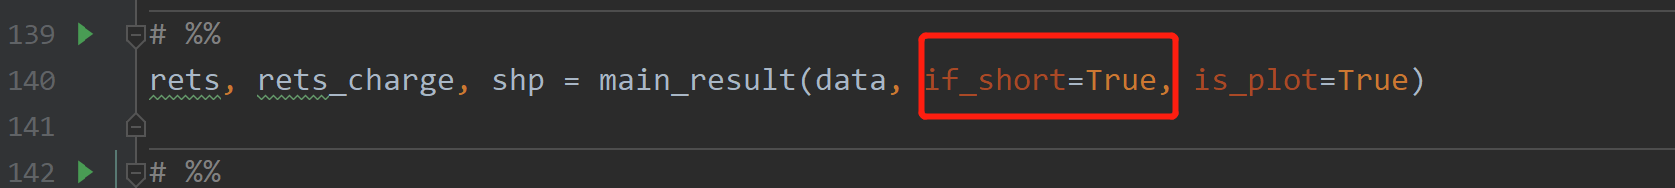 139 # %%
140 rets, rets_charge, shp = main_result(data, if_short=True, is_plot=True)
141
142 # %%